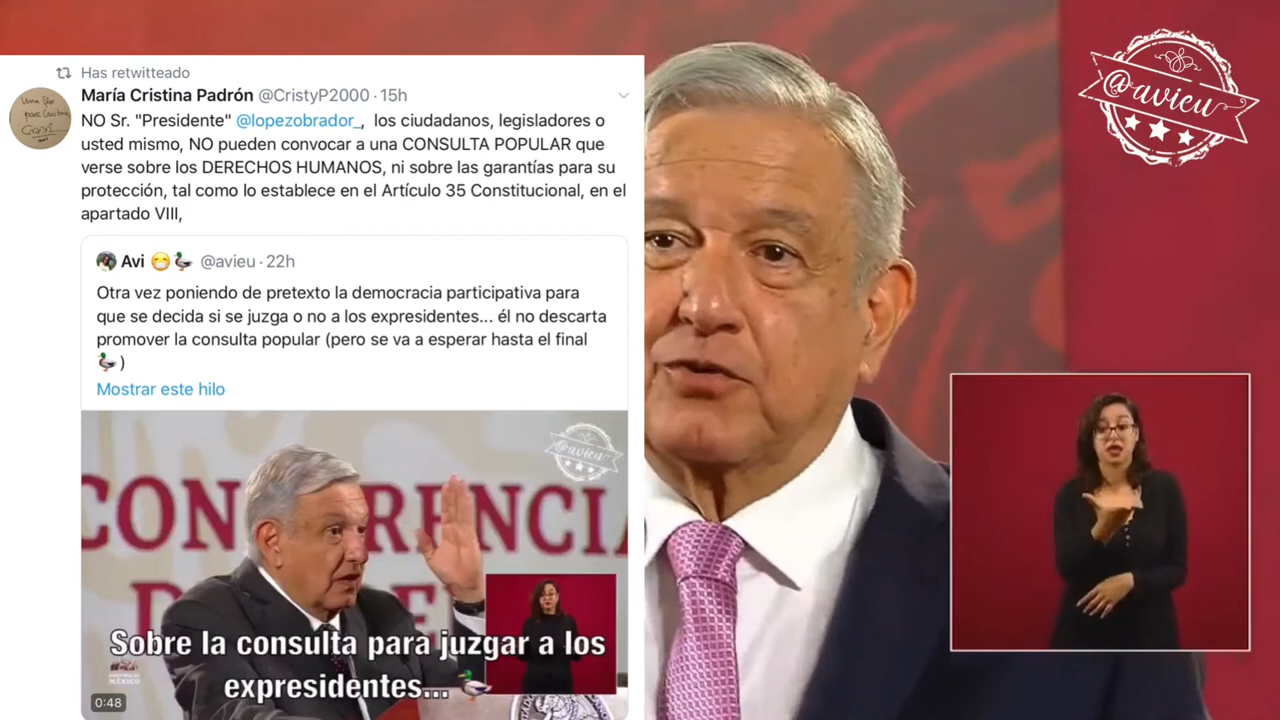 Has retwitteado
María Cristina Padrón @CristyP2000 · 15h
NO Sr. "Presidente" @lopezobrador_, los ciudadanos, legisladores o
usted mismo, NO pueden convocar a una CONSULTA POPULAR que
verse sobre los DERECHOS HUMANOS, ni sobre las garantías para su
protección, tal como lo establece en el Artículo 35 Constitucional, en el
apartado VIII,
Avi 😷🦆 @avieu · 22h
Otra vez poniendo de pretexto la democracia participativa para
que se decida si se juzga o no a los expresidentes... él no descarta
promover la consulta popular (pero se va a esperar hasta el final
🦆)
Mostrar este hilo
@avieu
CONFERENCIA
Sobre la consulta para juzgar a los
expresidentes... 🦆
MÉXICO
0:48
@avieu